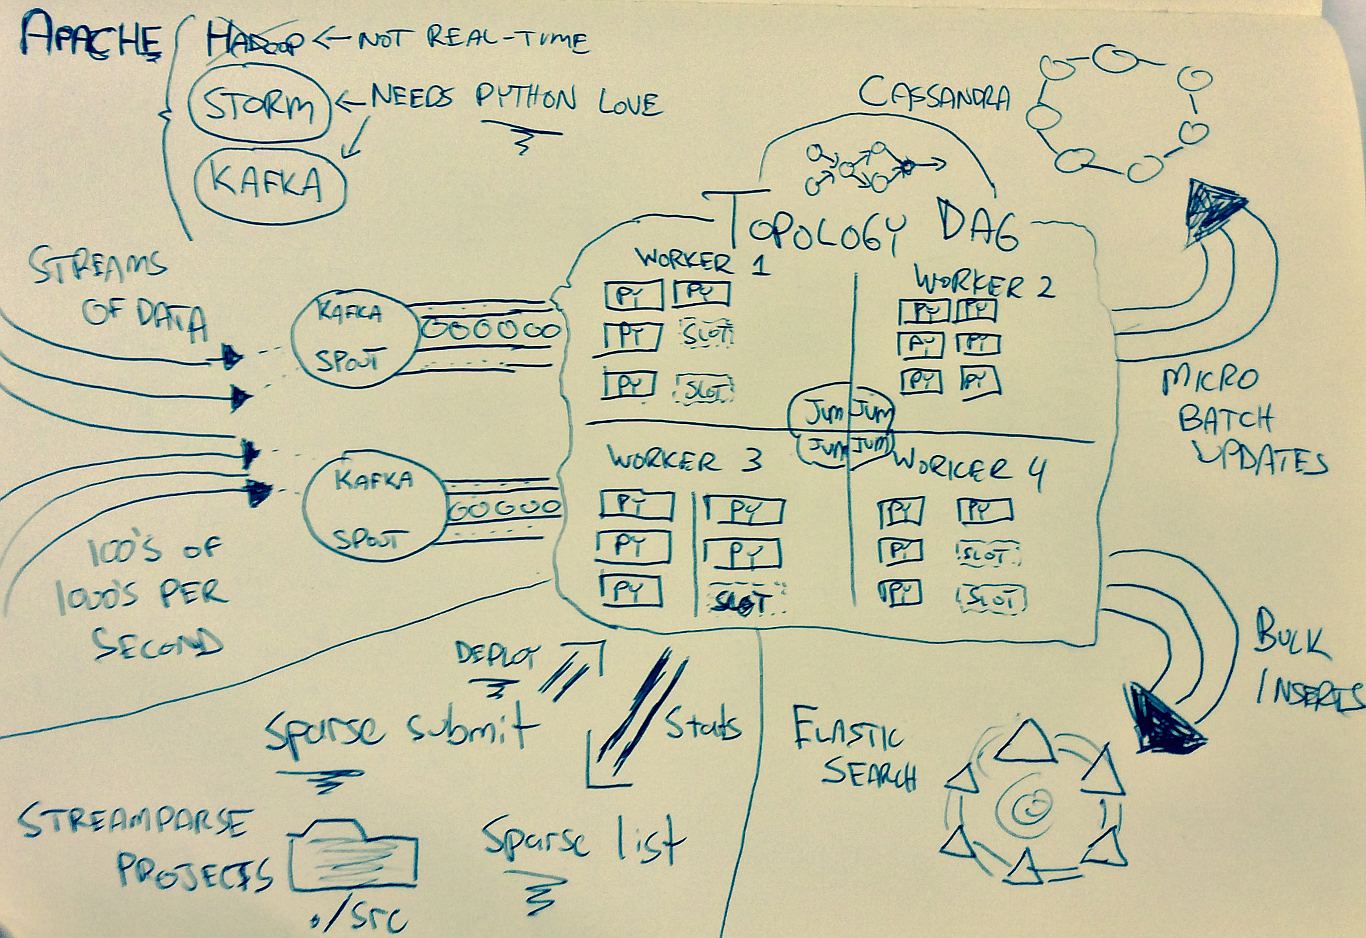 APACHE
HADOOP ← NOT REAL-TIME
STORM ← NEEDS PYTHON LOVE
KAFKA
CASSANDRA
TOPOLOGY DAG
STREAMS
OF DATA
KAFKA
SPOUT
KAFKA
SPOUT
100'S OF
1000'S PER
SECOND
WORKER 1
PY PY
PY SLOT
PY SLOT
WORKER 2
PY PY
PY PY
PY PY
JVM JVM
JVM JVM
WORKER 3
PY PY
PY PY
PY SLOT
WORKER 4
PY PY
PY SLOT
PY SLOT
MICRO
BATCH
UPDATES
BULK
INSERTS
ELASTIC
SEARCH
DEPLOY
sparse submit
Stats
STREAMPARSE
PROJECTS
./src
sparse list